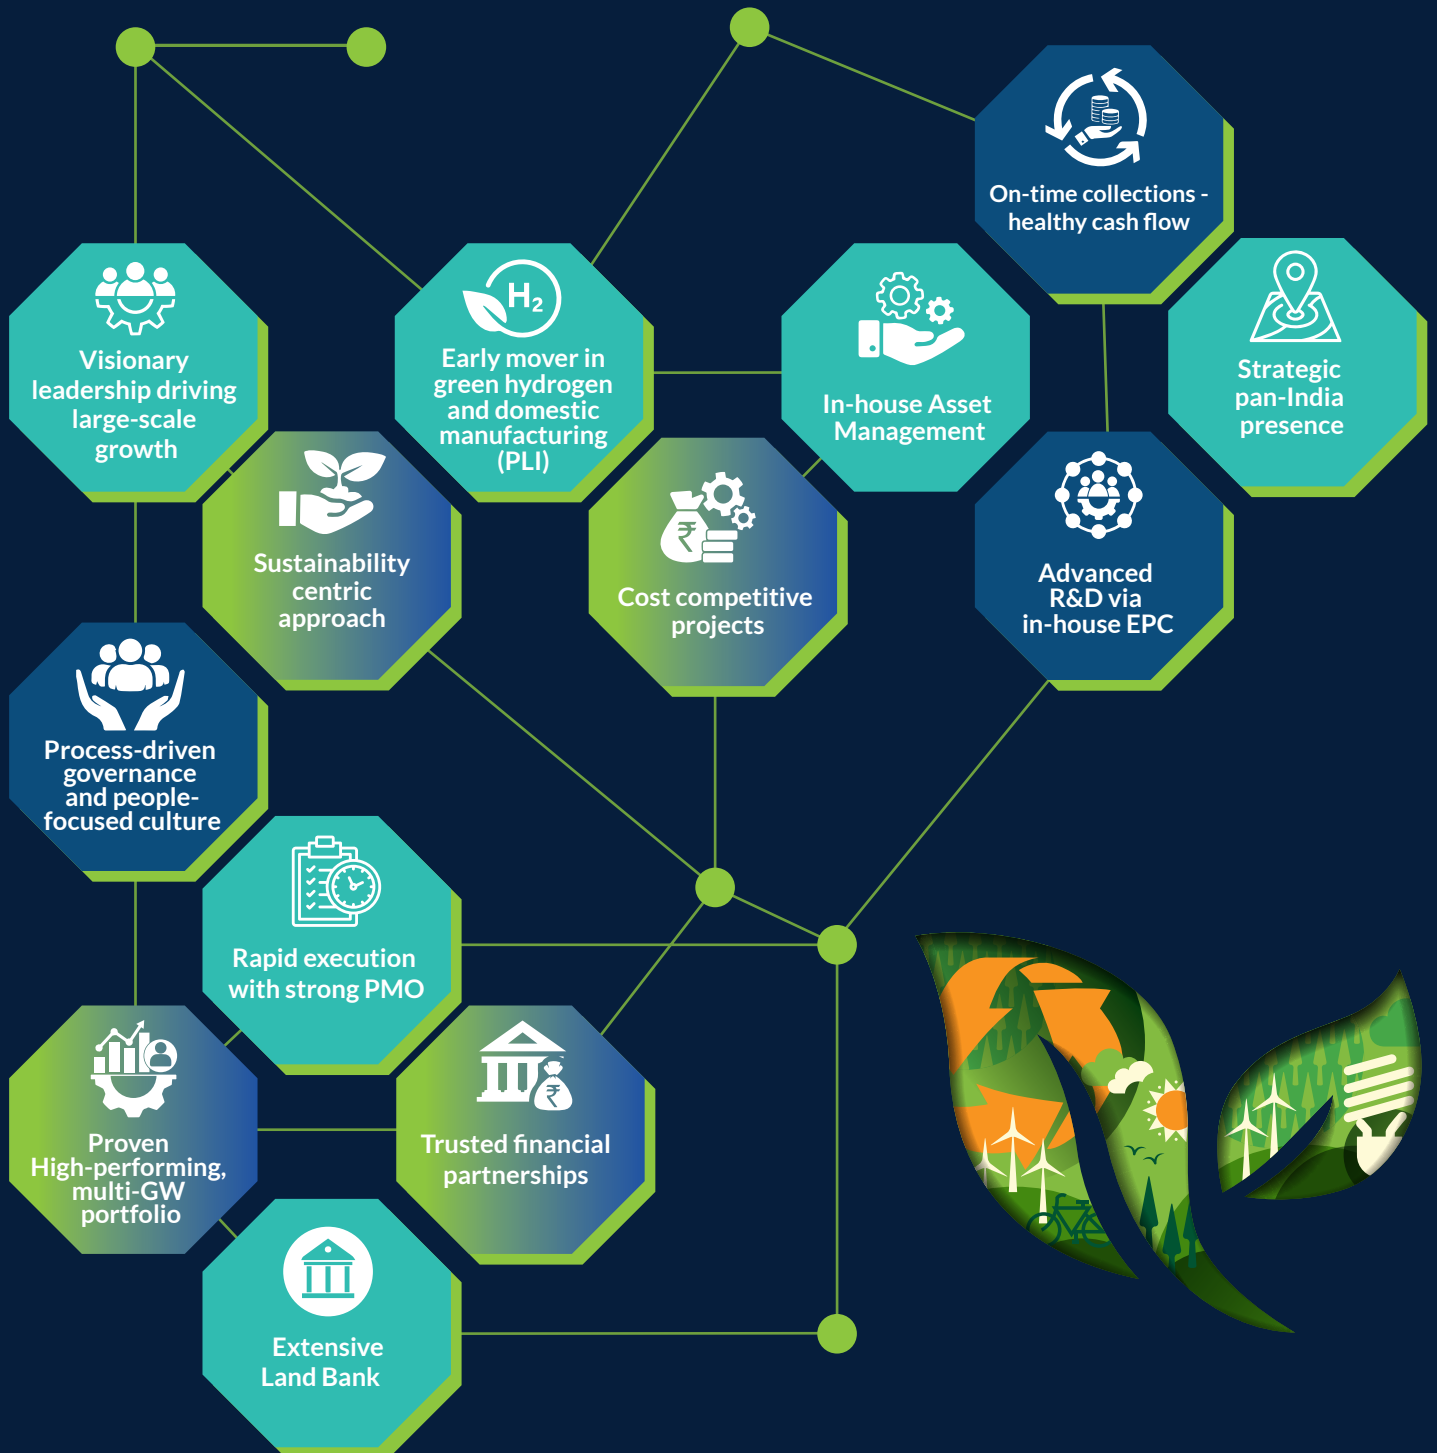 On-time collections -
healthy cash flow
Visionary
leadership driving
large-scale
growth
H2
Early mover in
green hydrogen
and domestic
manufacturing
(PLI)
In-house Asset
Management
Strategic
pan-India
presence
Sustainability
centric
approach
₹
Cost competitive
projects
Advanced
R&D via
in-house EPC
Process-driven
governance
and people-
focused culture
Rapid execution
with strong PMO
Proven
High-performing,
multi-GW
portfolio
₹
Trusted financial
partnerships
Extensive
Land Bank